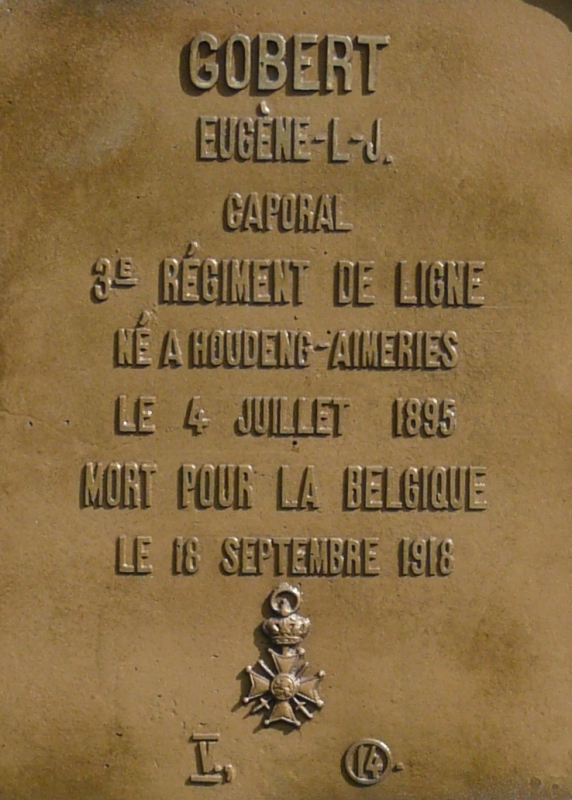 GOBERT
EUGÈNE-L-J.
CAPORAL
3E RÉGIMENT DE LIGNE
NÉ A HOUDENG-AIMERIES
LE 4 JUILLET 1895
MORT POUR LA BELGIQUE
LE 18 SEPTEMBRE 1918
V., 14.